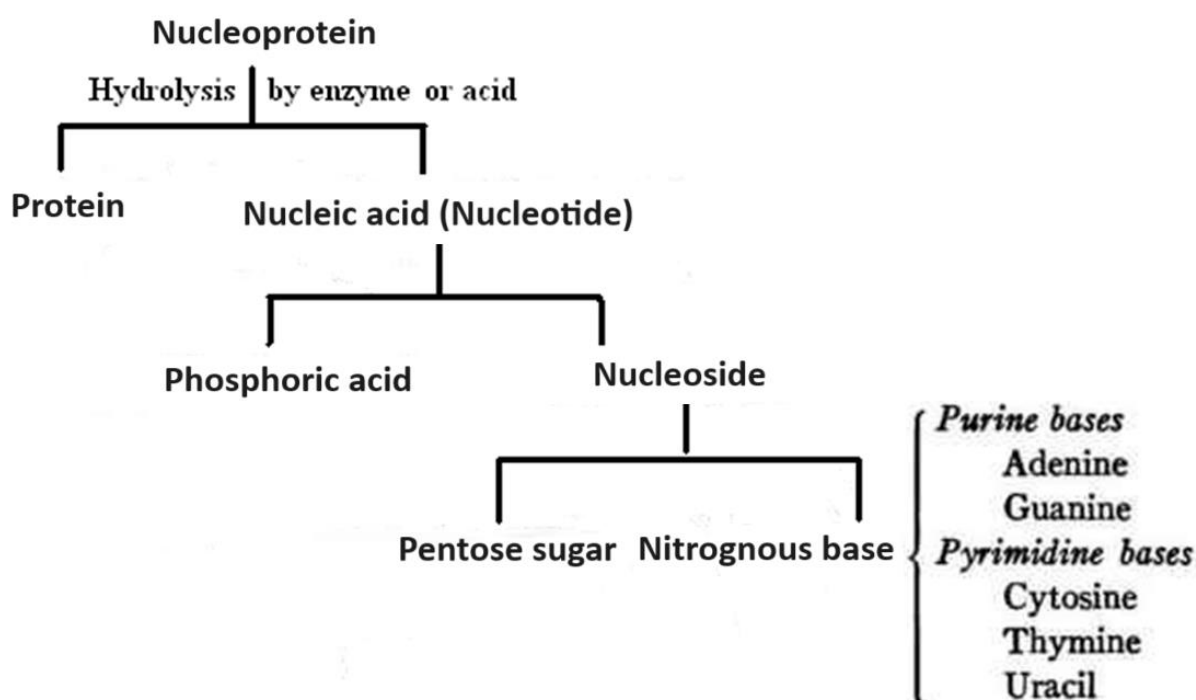 Nucleoprotein
Hydrolysis by enzyme or acid
Protein
Nucleic acid (Nucleotide)
Phosphoric acid
Nucleoside
Pentose sugar
Nitrognous base
Purine bases
Adenine
Guanine
Pyrimidine bases
Cytosine
Thymine
Uracil